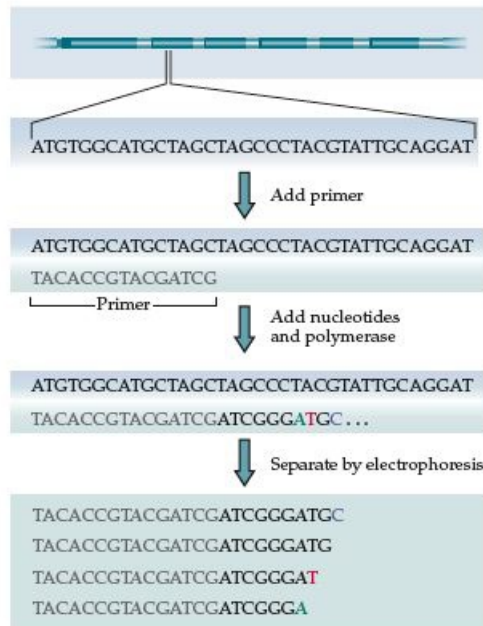 ATGTGGCATGCTAGCTAGCCCTACGTATTGCAGGAT
Add primer
ATGTGGCATGCTAGCTAGCCCTACGTATTGCAGGAT
TACACCGTACGATCG
Primer
Add nucleotides
and polymerase
ATGTGGCATGCTAGCTAGCCCTACGTATTGCAGGAT
TACACCGTACGATCGATCGGGATGC...
Separate by electrophoresis
TACACCGTACGATCGATCGGGATGC
TACACCGTACGATCGATCGGGATG
TACACCGTACGATCGATCGGGAT
TACACCGTACGATCGATCGGGA